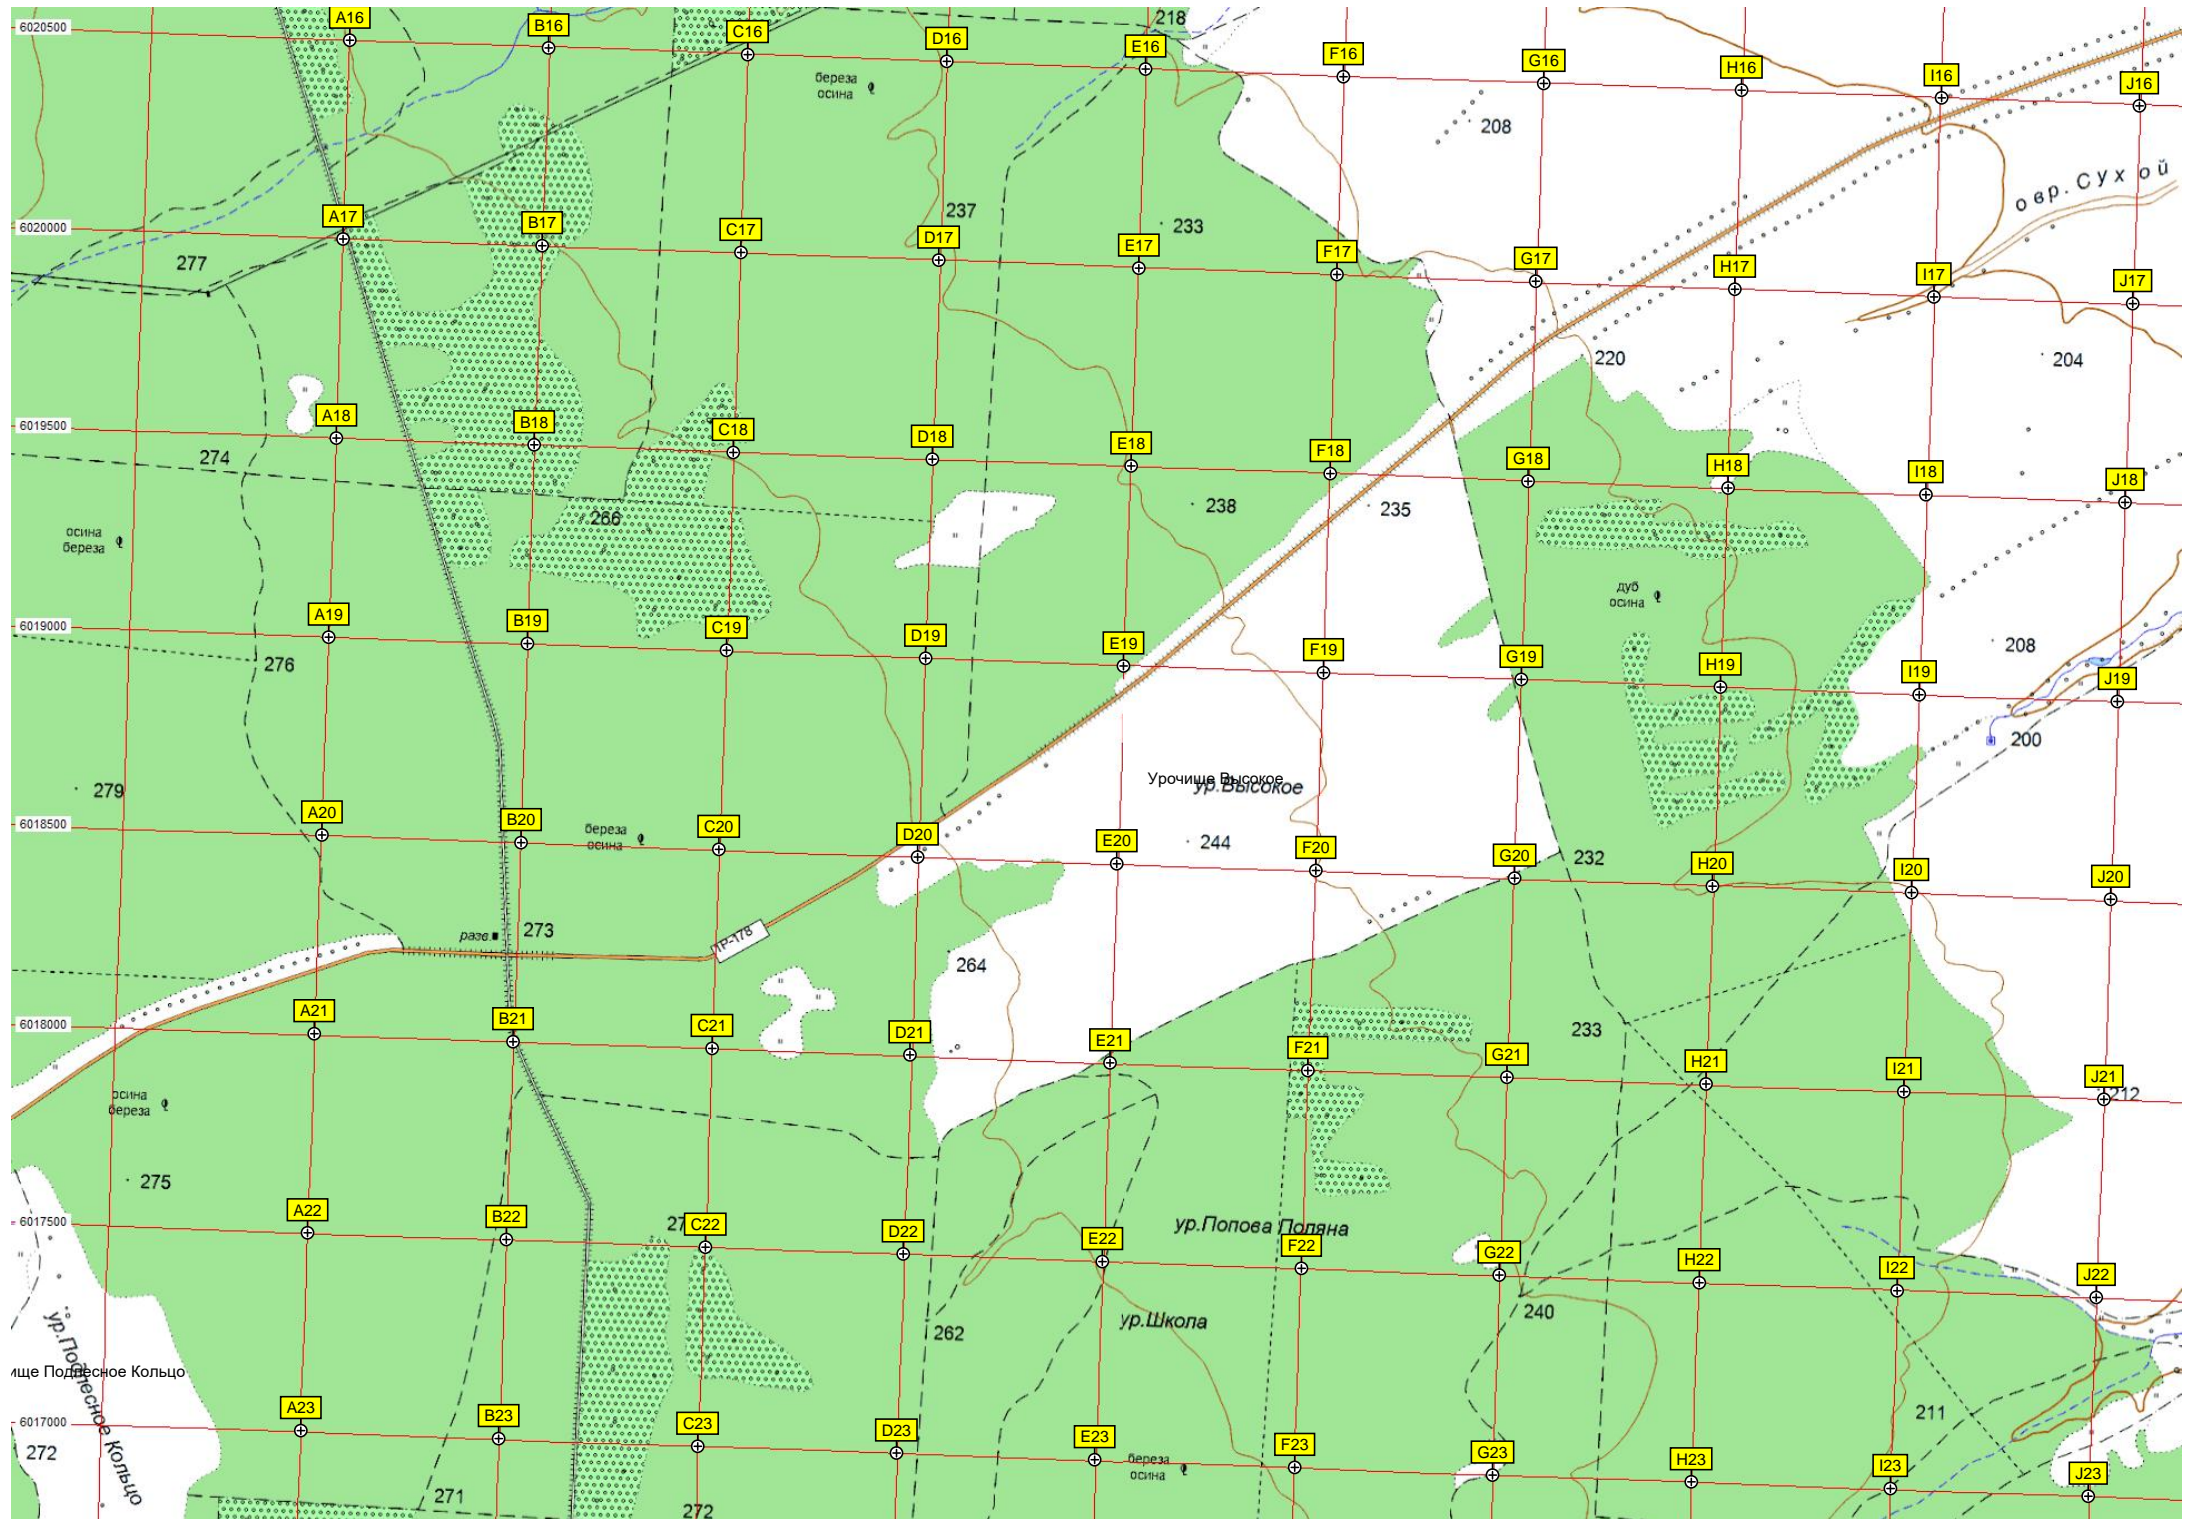 6020500
A16
B16
C16
D16
218
E16
F16
G16
H16
I16
J16
береза
осина
208
6020000
A17
B17
C17
237
D17
233
E17
F17
G17
H17
I17
J17
овр. Сухой
277
220
204
6019500
A18
B18
C18
D18
E18
F18
G18
H18
I18
J18
274
266
238
235
осина
береза
дуб
осина
6019000
A19
B19
C19
D19
E19
F19
G19
H19
I19
J19
276
208
200
279
Урочище Высокое
ур.Высокое
6018500
A20
B20
C20
D20
E20
F20
G20
H20
I20
J20
береза
осина
244
232
разв.
273
1Р-178
264
6018000
A21
B21
C21
D21
E21
F21
G21
H21
I21
J21
233
212
осина
береза
275
6017500
A22
B22
27
C22
D22
E22
ур.Попова Поляна
F22
G22
H22
I22
J22
262
ур.Школа
240
ище Подлесное Кольцо
ур.Подлесное Кольцо
6017000
A23
B23
C23
D23
E23
F23
G23
H23
I23
J23
211
272
береза
осина
271
272